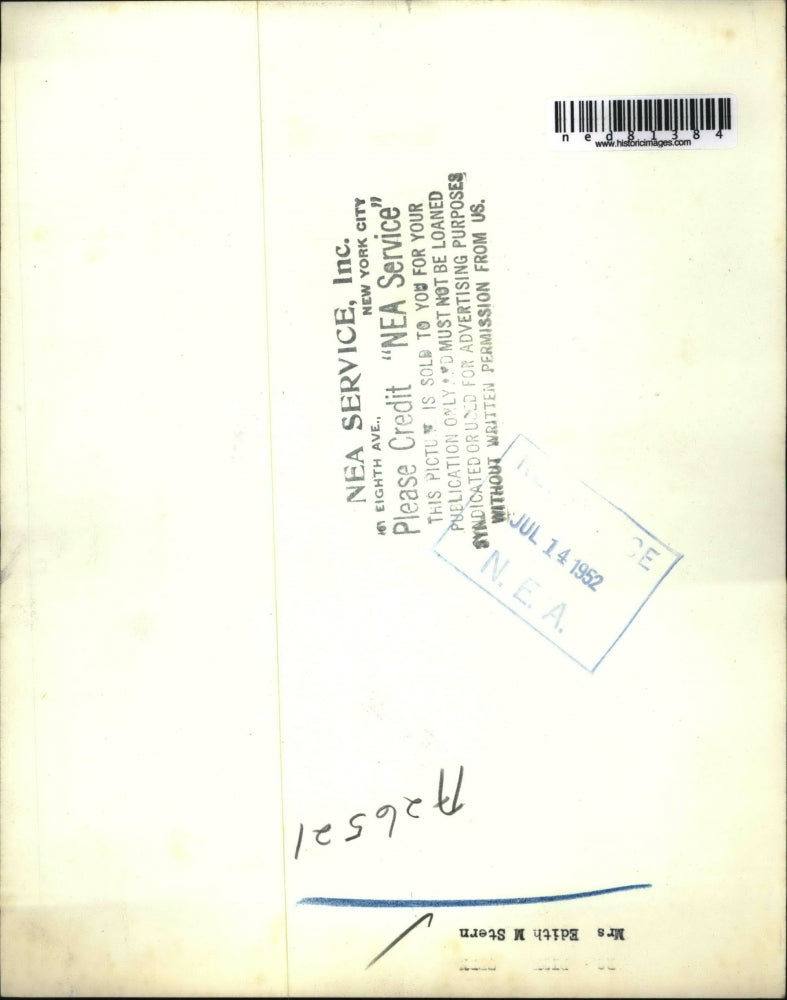 ned81384
www.historicimages.com
NEA SERVICE, Inc.
EIGHTH AVE., NEW YORK CITY
Please Credit "NEA Service"
THIS PICTURE IS SOLD TO YOU FOR YOUR
PUBLICATION ONLY AND MUST NOT BE LOANED
SYNDICATED OR USED FOR ADVERTISING PURPOSES
WITHOUT WRITTEN PERMISSION FROM US.
CE
JUL 14 1952
N. E. A.
A26521
Mrs Edith M Stern